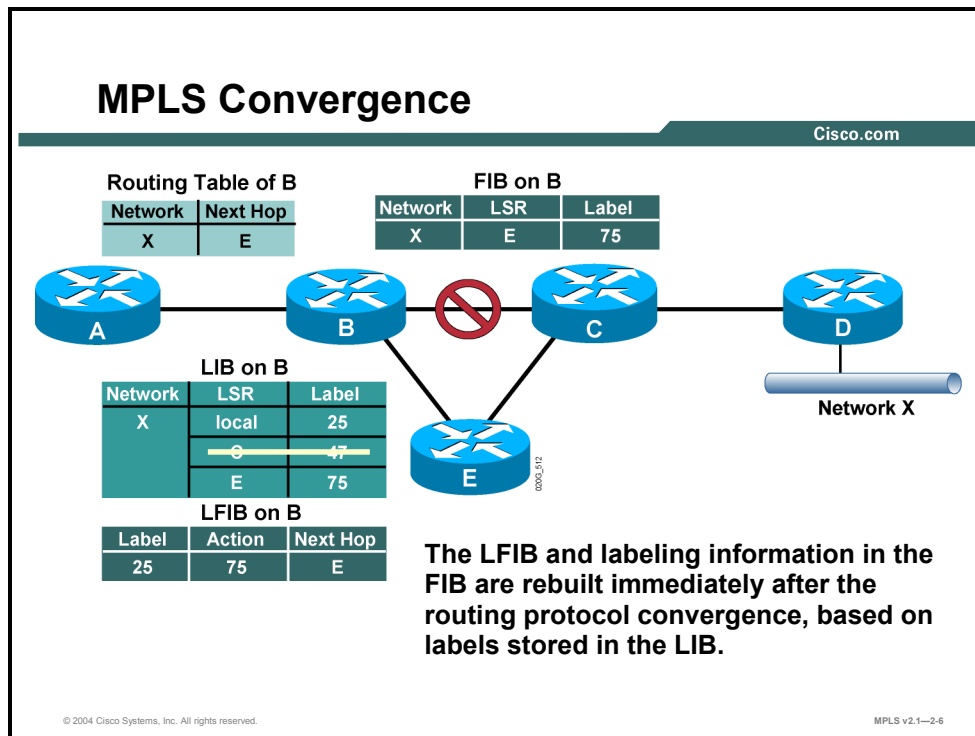 MPLS Convergence
Cisco.com
Routing Table of B
Network Next Hop
X E
FIB on B
Network LSR Label
X E 75
A
B
C
D
Network X
LIB on B
Network LSR Label
X local 25
C 47
E 75
E
020G_512
LFIB on B
Label Action Next Hop
25 75 E
The LFIB and labeling information in the
FIB are rebuilt immediately after the
routing protocol convergence, based on
labels stored in the LIB.
© 2004 Cisco Systems, Inc. All rights reserved.
MPLS v2.1—2-6